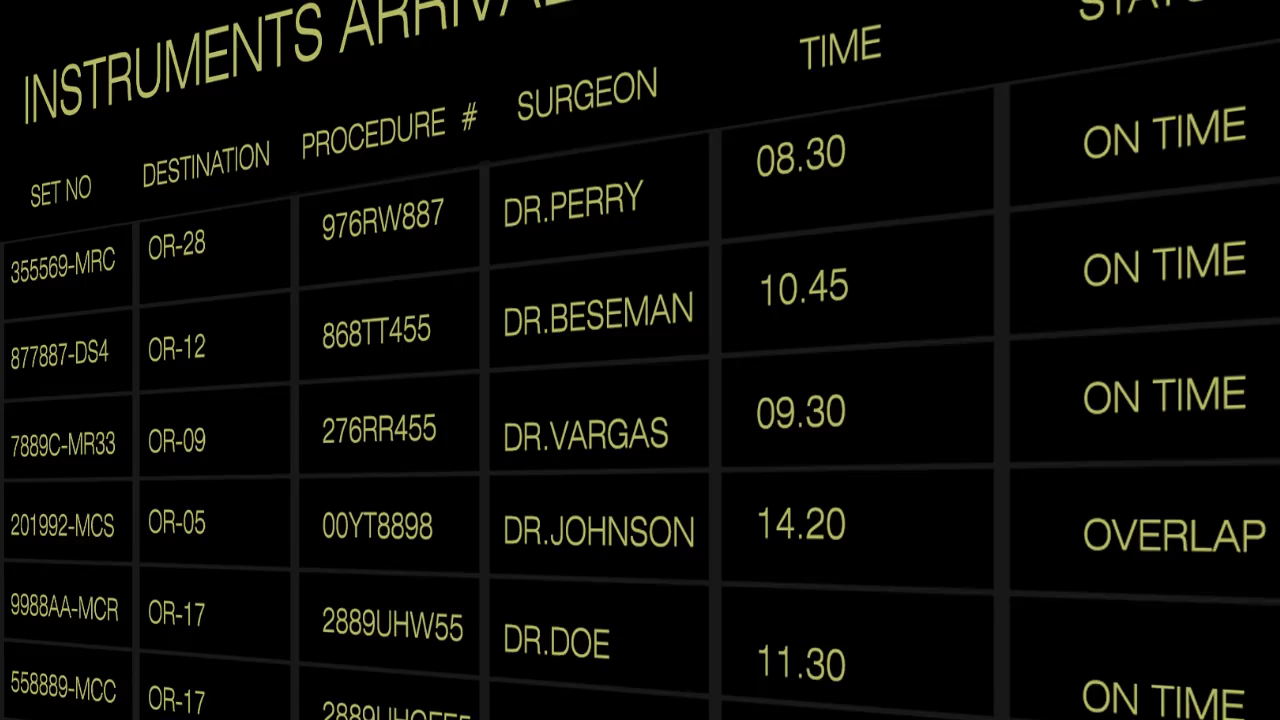 INSTRUMENTS ARRIVAL
SET NO DESTINATION PROCEDURE # SURGEON TIME STATUS
355569-MRC OR-28 976RW887 DR.PERRY 08.30 ON TIME
877887-DS4 OR-12 868TT455 DR.BESEMAN 10.45 ON TIME
7889C-MR33 OR-09 276RR455 DR.VARGAS 09.30 ON TIME
201992-MCS OR-05 00YT8898 DR.JOHNSON 14.20 OVERLAP
9988AA-MCR OR-17 2889UHW55 DR.DOE 11.30 ON TIME
558889-MCC OR-17